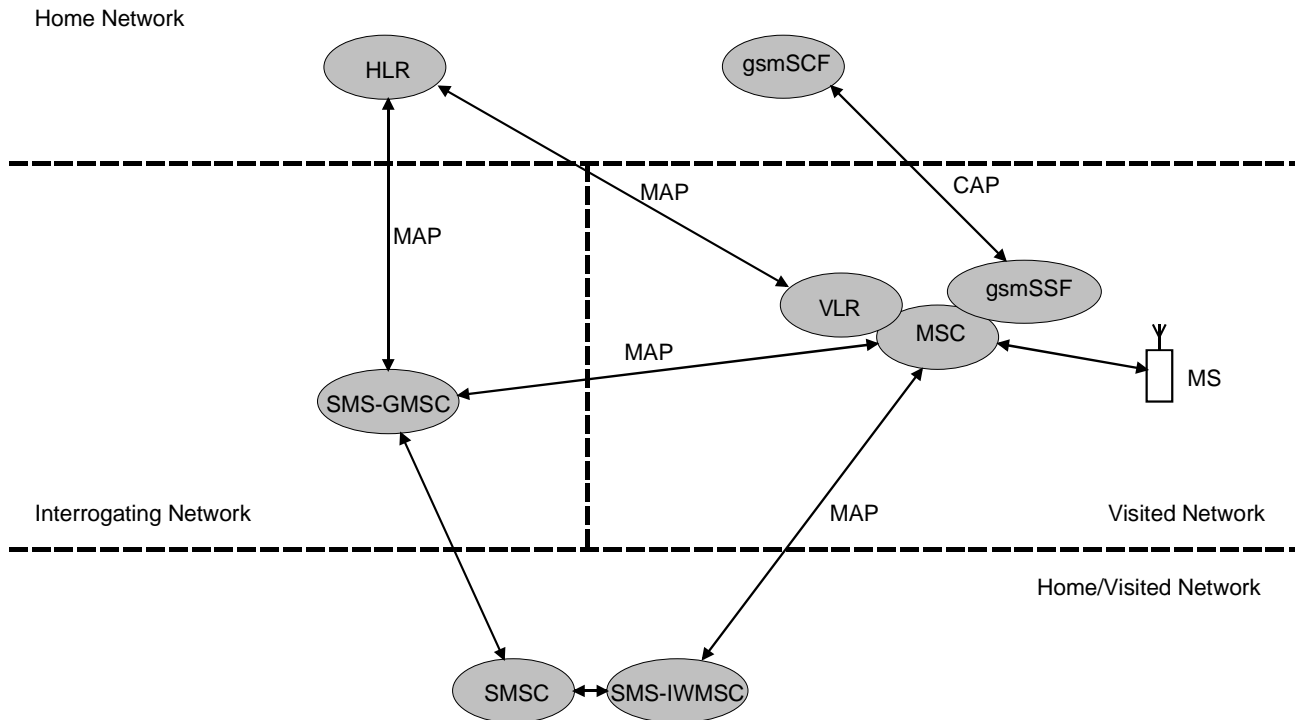 Home Network
HLR
gsmSCF
MAP
CAP
MAP
gsmSSF
VLR
MSC
MAP
MS
SMS-GMSC
Interrogating Network
MAP
Visited Network
Home/Visited Network
SMSC
SMS-IWMSC